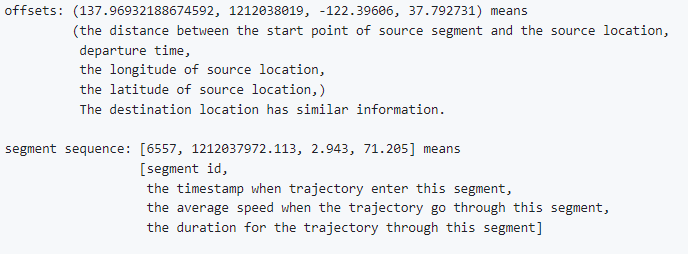 offsets: (137.96932188674592, 1212038019, -122.39606, 37.792731) means
(the distance between the start point of source segment and the source location,
departure time,
the longitude of source location,
the latitude of source location,)
The destination location has similar information.
segment sequence: [6557, 1212037972.113, 2.943, 71.205] means
[segment id,
the timestamp when trajectory enter this segment,
the average speed when the trajectory go through this segment,
the duration for the trajectory through this segment]